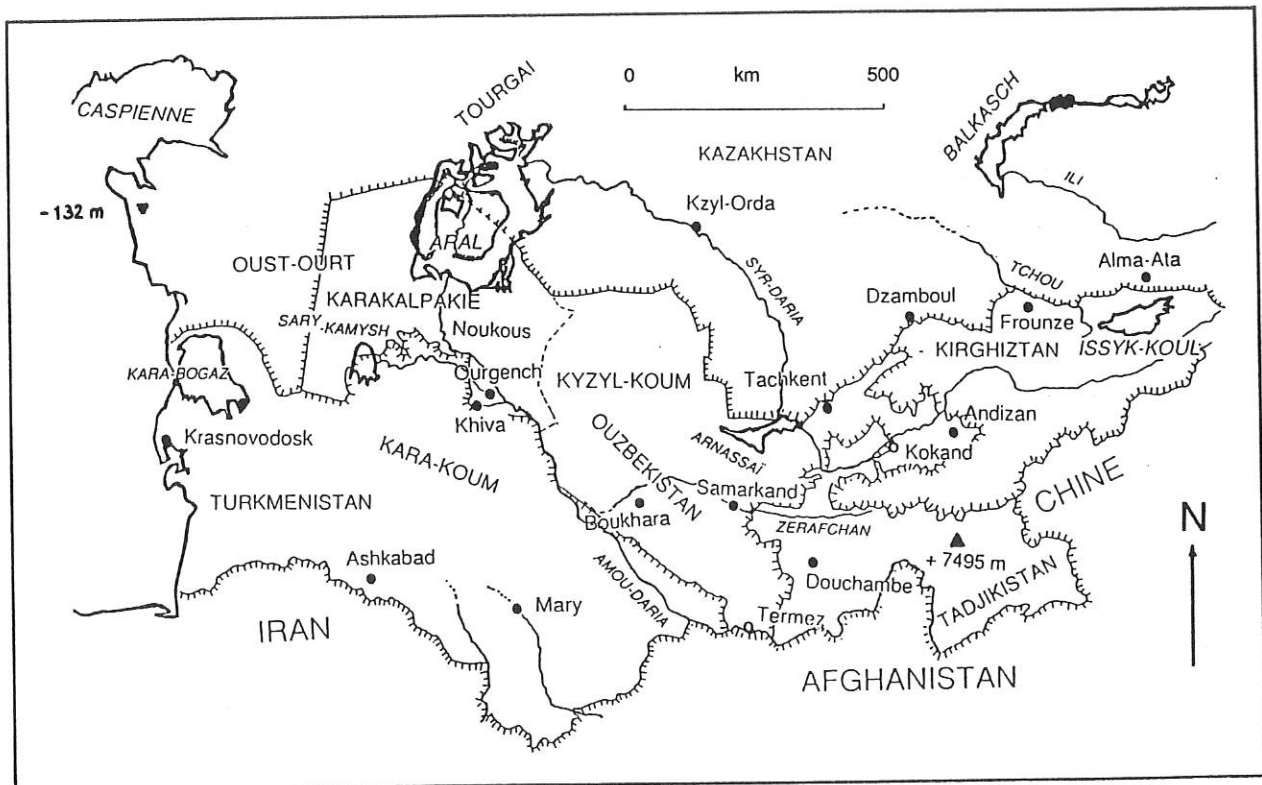 CASPIENNE
TOURGAI
0 km 500
BALKASCH
KAZAKHSTAN
ILI
- 132 m
Kzyl-Orda
ARAL
OUST-OURT
SYR-DARIA
TCHOU
Alma-Ata
KARAKALPAKIE
Dzamboul
SARY-KAMYSH
Noukous
Frounze
KIRGHIZTAN
ISSYK-KOUL
KARA-BOGAZ
Ourgench
KYZYL-KOUM
Tachkent
Khiva
Andizan
Krasnovodosk
OUZBEKISTAN
ARNASSAÏ
Kokand
KARA-KOUM
CHINE
Samarkand
TURKMENISTAN
Boukhara
ZERAFCHAN
N
+ 7495 m
Ashkabad
AMOU-DARIA
Douchambe
TADJIKISTAN
Mary
Termez
IRAN
AFGHANISTAN